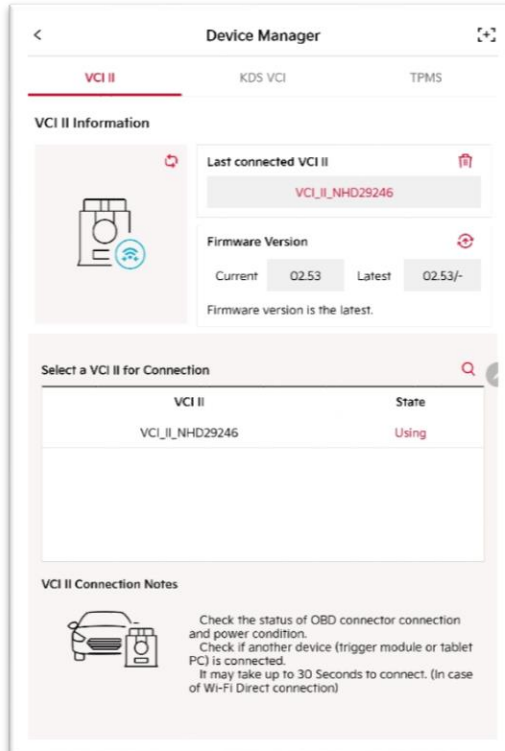 Device Manager
VCI II KDS VCI TPMS
VCI II Information
Last connected VCI II
VCI_II_NHD29246
Firmware Version
Current 02.53 Latest 02.53/-
Firmware version is the latest.
Select a VCI II for Connection
VCI II State
VCI_II_NHD29246 Using
VCI II Connection Notes
Check the status of OBD connector connection
and power condition.
Check if another device (trigger module or tablet
PC) is connected.
It may take up to 30 Seconds to connect. (In case
of Wi-Fi Direct connection)